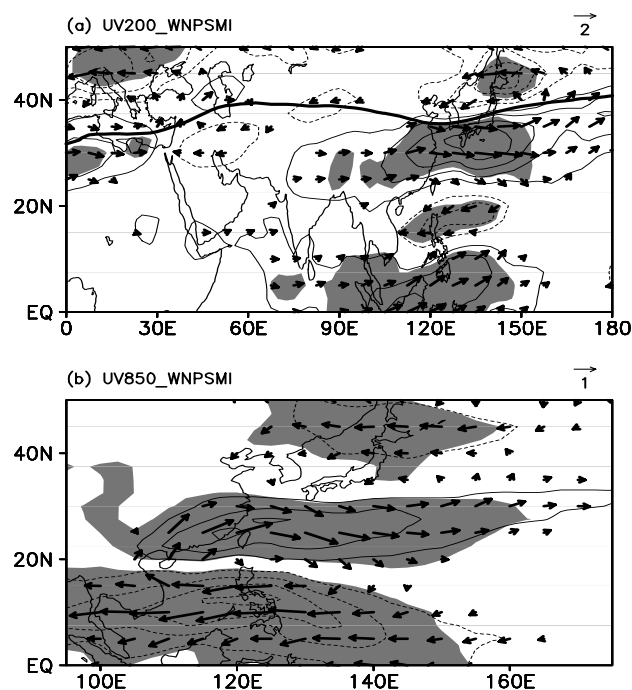 (a) UV200_WNPSMI
2
40N
20N
EQ
0 30E 60E 90E 120E 150E 180
(b) UV850_WNPSMI
1
40N
20N
EQ
100E 120E 140E 160E